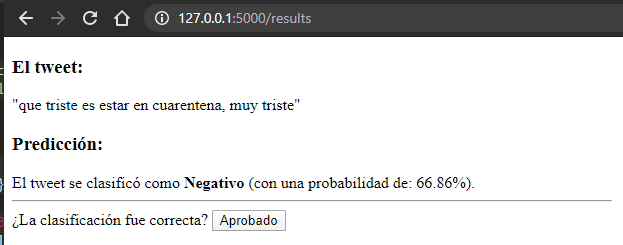 127.0.0.1:5000/results
El tweet:
"que triste es estar en cuarentena, muy triste"
Predicción:
El tweet se clasificó como Negativo (con una probabilidad de: 66.86%).
¿La clasificación fue correcta? Aprobado